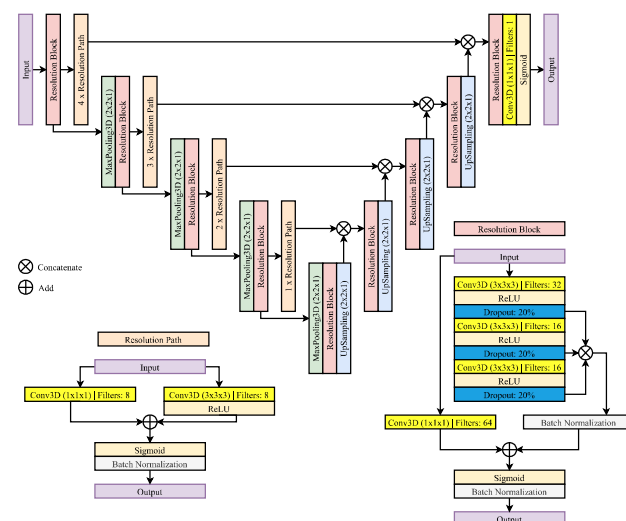 Input
Resolution Block
4 x Resolution Path
Resolution Block
Conv3D (1x1x1) | Filters: 1
Sigmoid
Output
MaxPooling3D (2x2x1)
Resolution Block
3 x Resolution Path
Resolution Block
UpSampling (2x2x1)
MaxPooling3D (2x2x1)
Resolution Block
2 x Resolution Path
Resolution Block
UpSampling (2x2x1)
MaxPooling3D (2x2x1)
Resolution Block
1 x Resolution Path
Resolution Block
UpSampling (2x2x1)
MaxPooling3D (2x2x1)
Resolution Block
UpSampling (2x2x1)
Concatenate
Add
Resolution Path
Input
Conv3D (1x1x1) | Filters: 8
Conv3D (3x3x3) | Filters: 8
ReLU
Sigmoid
Batch Normalization
Output
Resolution Block
Input
Conv3D (3x3x3) | Filters: 32
ReLU
Dropout: 20%
Conv3D (3x3x3) | Filters: 16
ReLU
Dropout: 20%
Conv3D (3x3x3) | Filters: 16
ReLU
Dropout: 20%
Conv3D (1x1x1) | Filters: 64
Batch Normalization
Sigmoid
Batch Normalization
Output